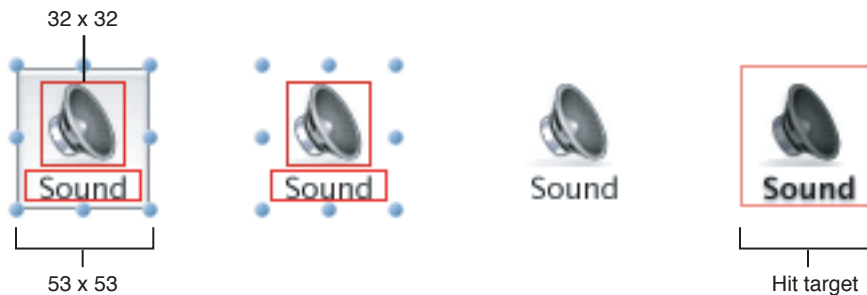 32 x 32
Sound
Sound
Sound
Sound
53 x 53
Hit target